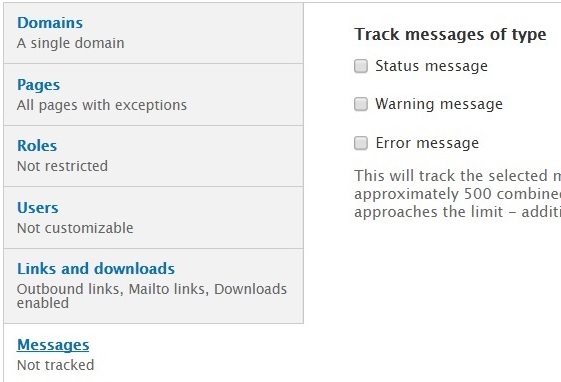 Domains
A single domain
Pages
All pages with exceptions
Roles
Not restricted
Users
Not customizable
Links and downloads
Outbound links, Mailto links, Downloads
enabled
Messages
Not tracked
Track messages of type
Status message
Warning message
Error message
This will track the selected
approximately 500 combined
approaches the limit –